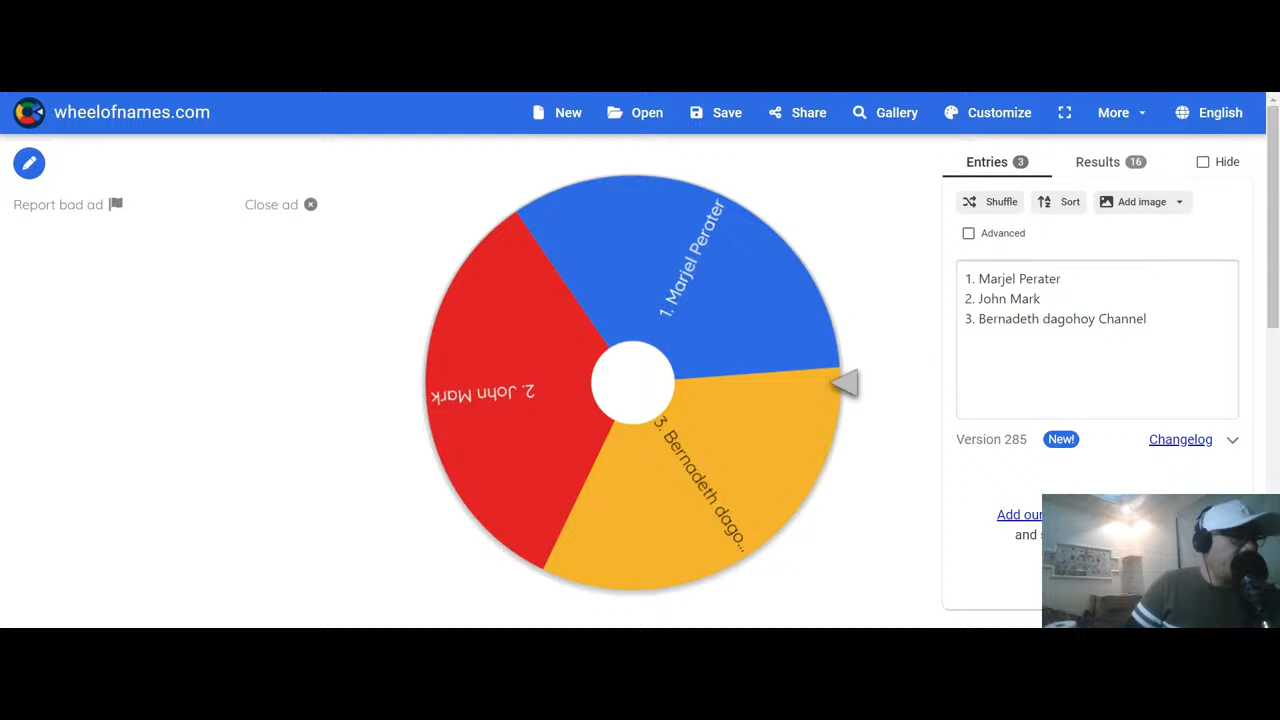 wheelofnames.com
New
Open
Save
Share
Gallery
Customize
More
English
Report bad ad
Close ad
Entries 3
Results 16
Hide
Shuffle
Sort
Add image
Advanced
1. Marjel Perater
2. John Mark
3. Bernadeth dagohoy Channel
1. Marjel Perater
2. John Mark
3. Bernadeth dago...
Version 285
New!
Changelog
Add our
and